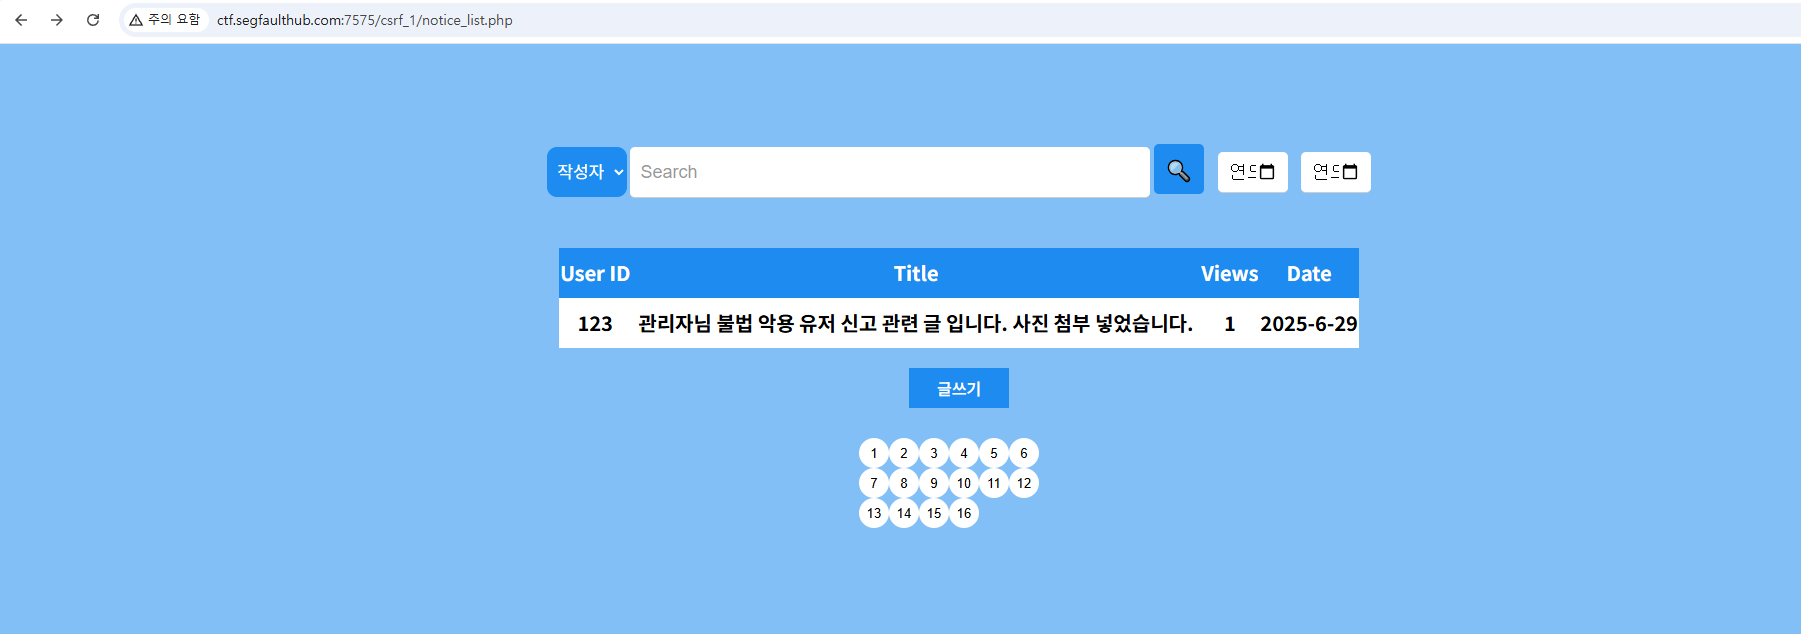 주의 요함 ctf.segfaulthub.com:7575/csrf_1/notice_list.php
작성자 Search 연도 연도
User ID Title Views Date
123 관리자님 불법 악용 유저 신고 관련 글 입니다. 사진 첨부 넣었습니다. 1 2025-6-29
글쓰기
1 2 3 4 5 6
7 8 9 10 11 12
13 14 15 16